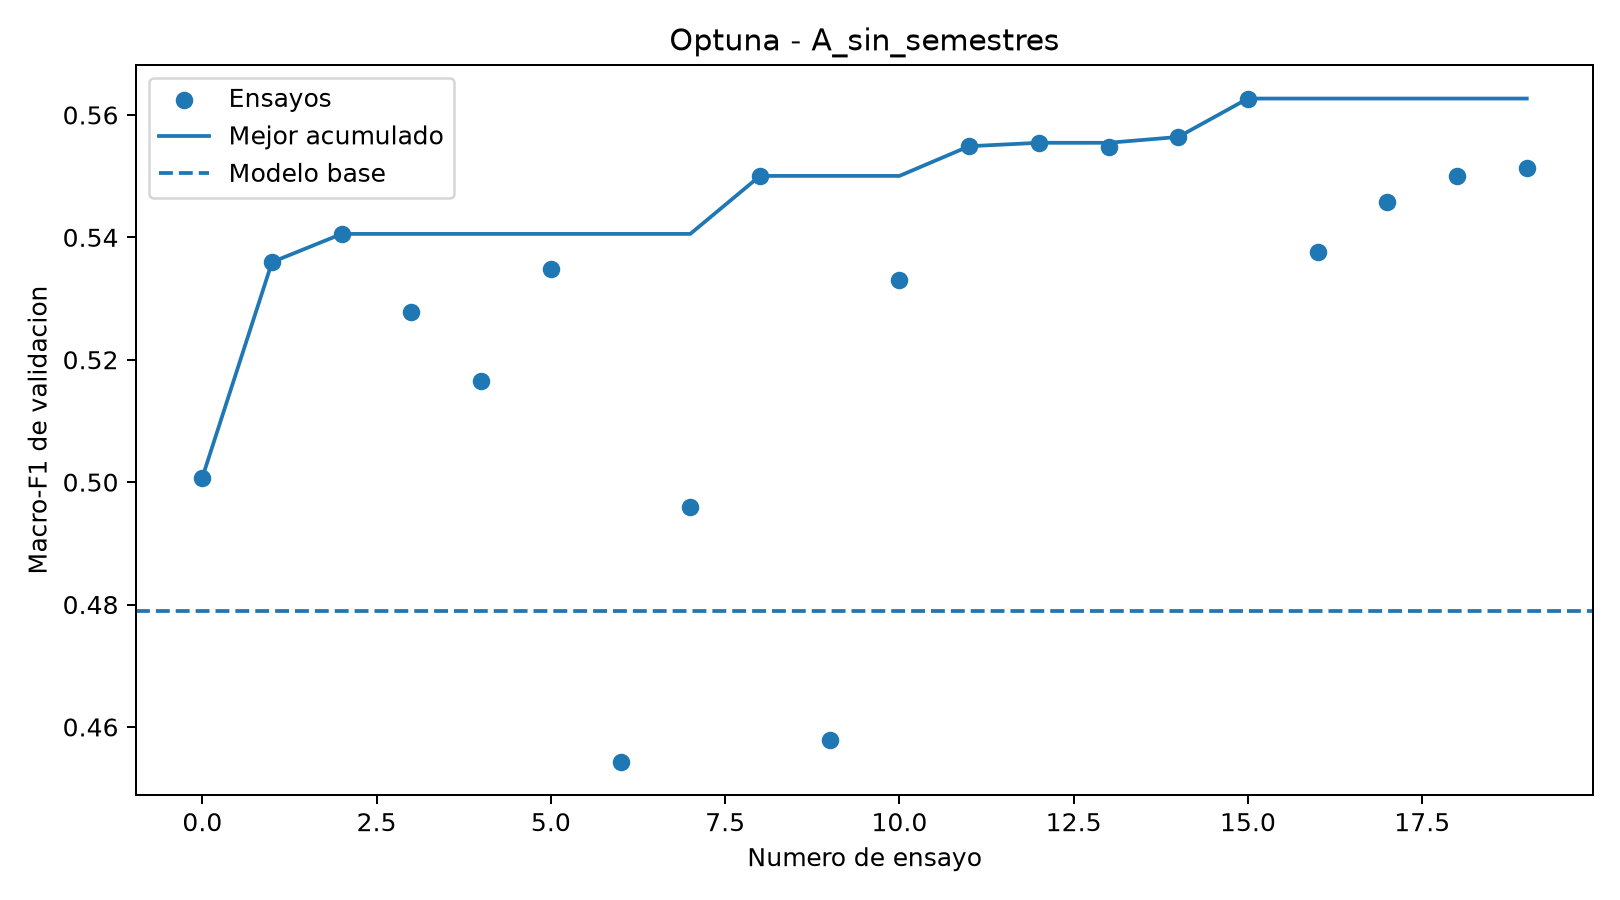 Optuna - A_sin_semestres
Ensayos
Mejor acumulado
Modelo base
Macro-F1 de validacion
0.56
0.54
0.52
0.50
0.48
0.46
0.0 2.5 5.0 7.5 10.0 12.5 15.0 17.5
Numero de ensayo